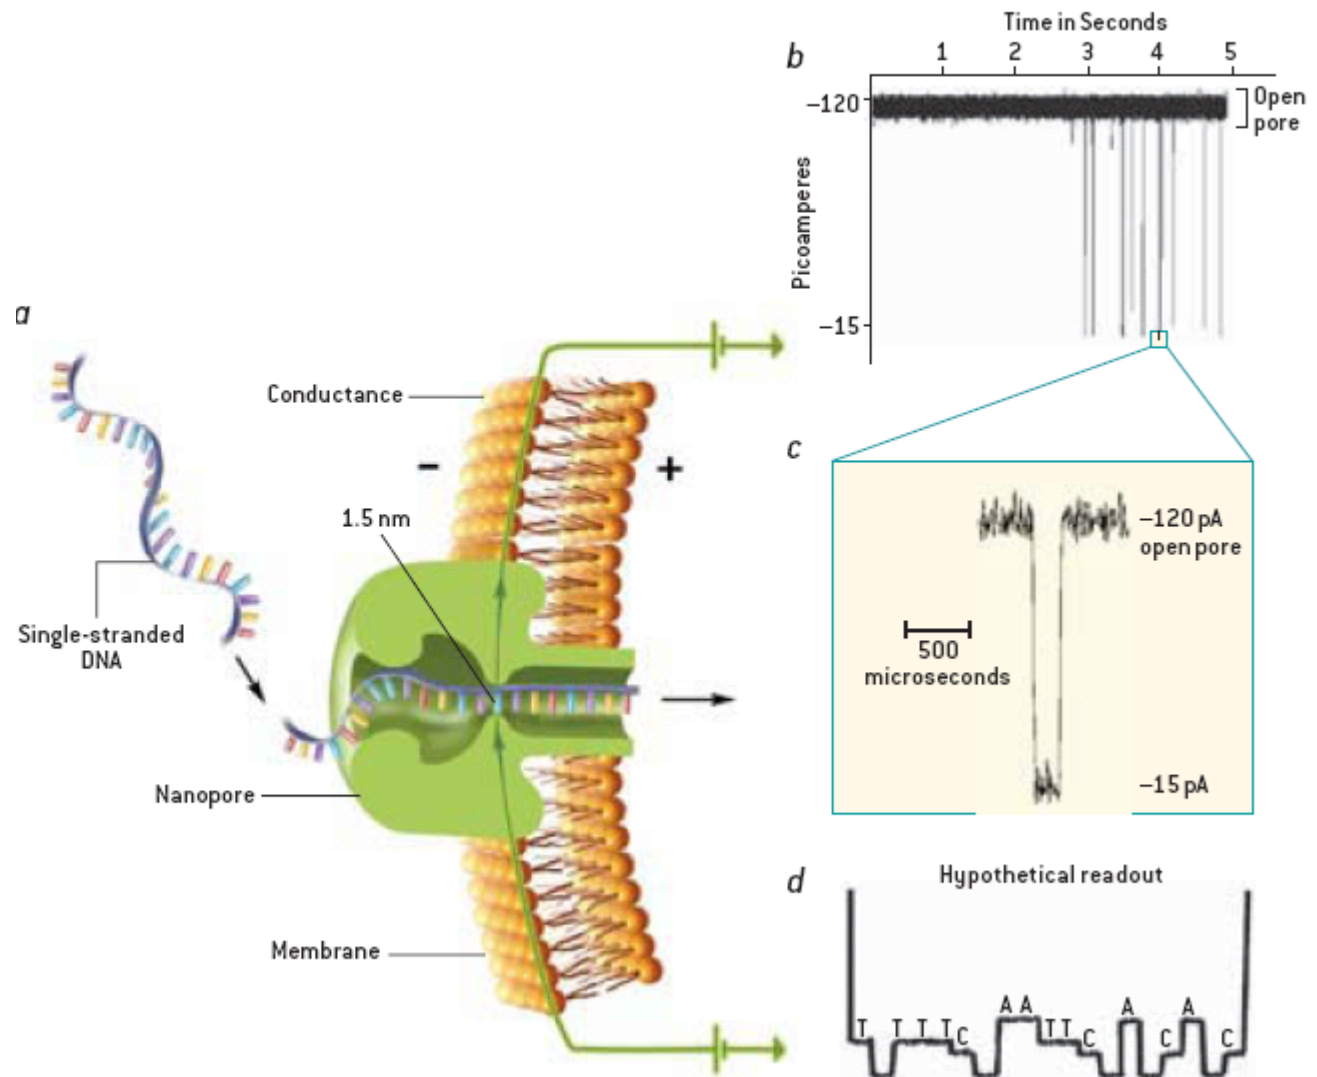 a
Conductance
–
+
1.5 nm
Single-stranded
DNA
Nanopore
Membrane
b
Time in Seconds
1 2 3 4 5
–120
Open
pore
Picoamperes
–15
c
–120 pA
open pore
500
microseconds
–15 pA
d
Hypothetical readout
T T T T C A A T T C A C A C